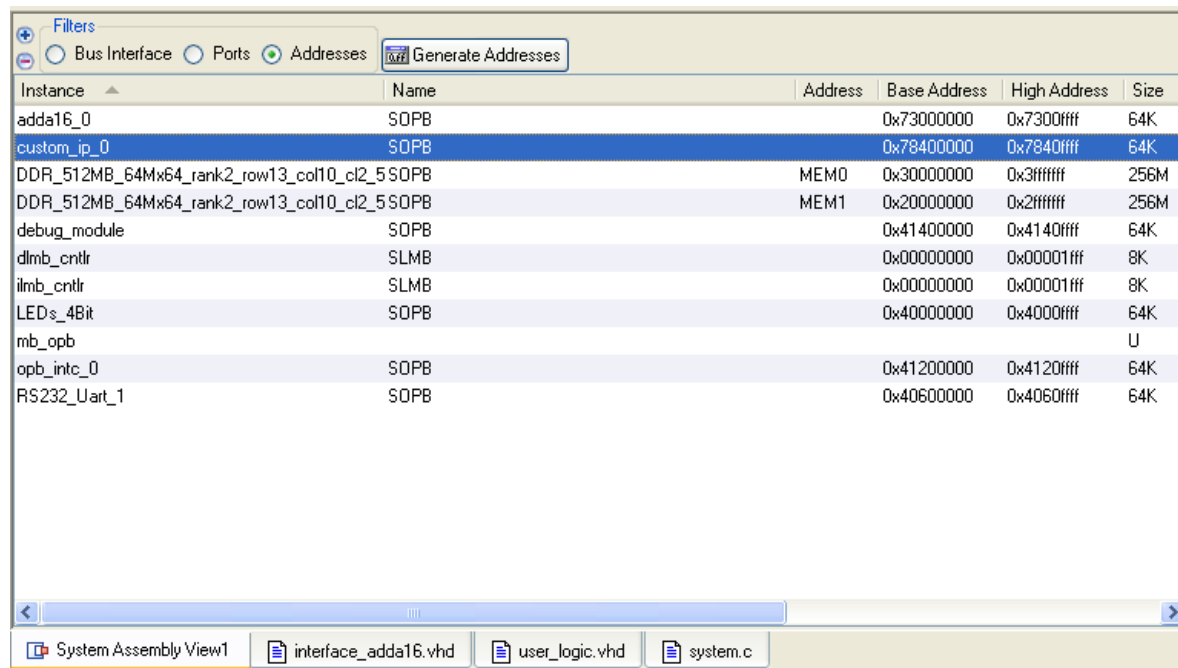 Filters
Bus Interface Ports Addresses Generate Addresses
Instance Name Address Base Address High Address Size
adda16_0 SOPB 0x73000000 0x7300ffff 64K
custom_ip_0 SOPB 0x78400000 0x7840ffff 64K
DDR_512MB_64Mx64_rank2_row13_col10_cl2_5 SOPB MEM0 0x30000000 0x3fffffff 256M
DDR_512MB_64Mx64_rank2_row13_col10_cl2_5 SOPB MEM1 0x20000000 0x2fffffff 256M
debug_module SOPB 0x41400000 0x4140ffff 64K
dlmb_cntlr SLMB 0x00000000 0x00001fff 8K
ilmb_cntlr SLMB 0x00000000 0x00001fff 8K
LEDs_4Bit SOPB 0x40000000 0x4000ffff 64K
mb_opb U
opb_intc_0 SOPB 0x41200000 0x4120ffff 64K
RS232_Uart_1 SOPB 0x40600000 0x4060ffff 64K
System Assembly View1 interface_adda16.vhd user_logic.vhd system.c